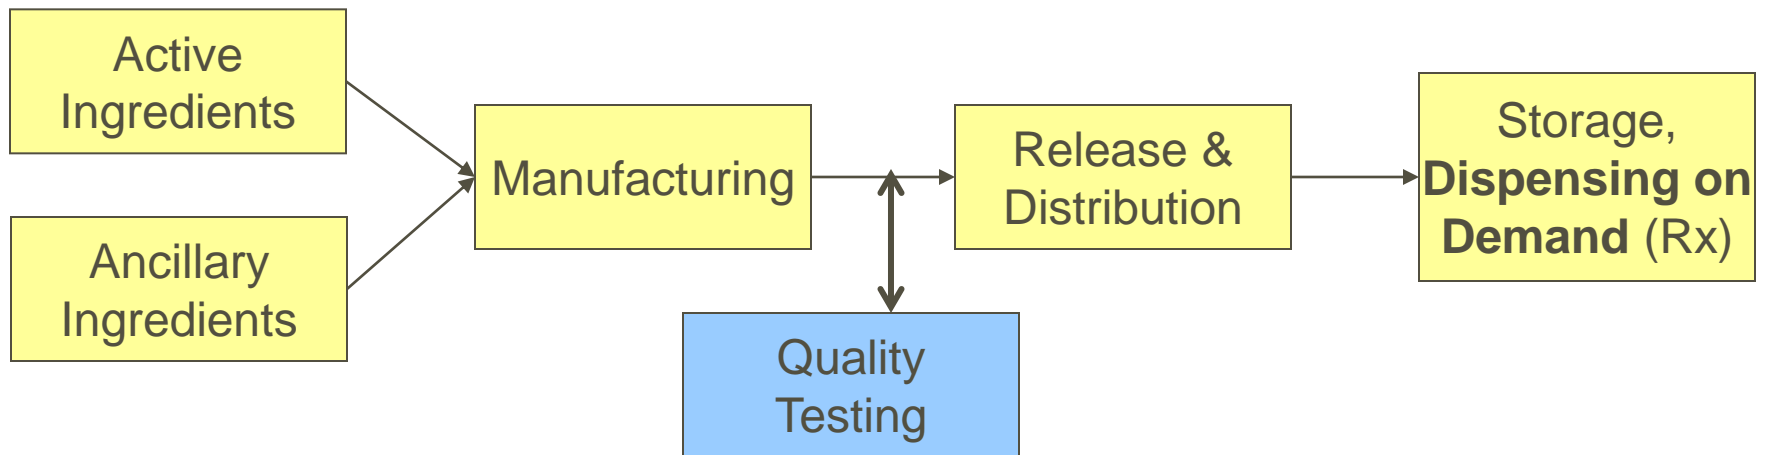 Active
Ingredients
Ancillary
Ingredients
Manufacturing
Quality
Testing
Release &
Distribution
Storage,
Dispensing on
Demand (Rx)